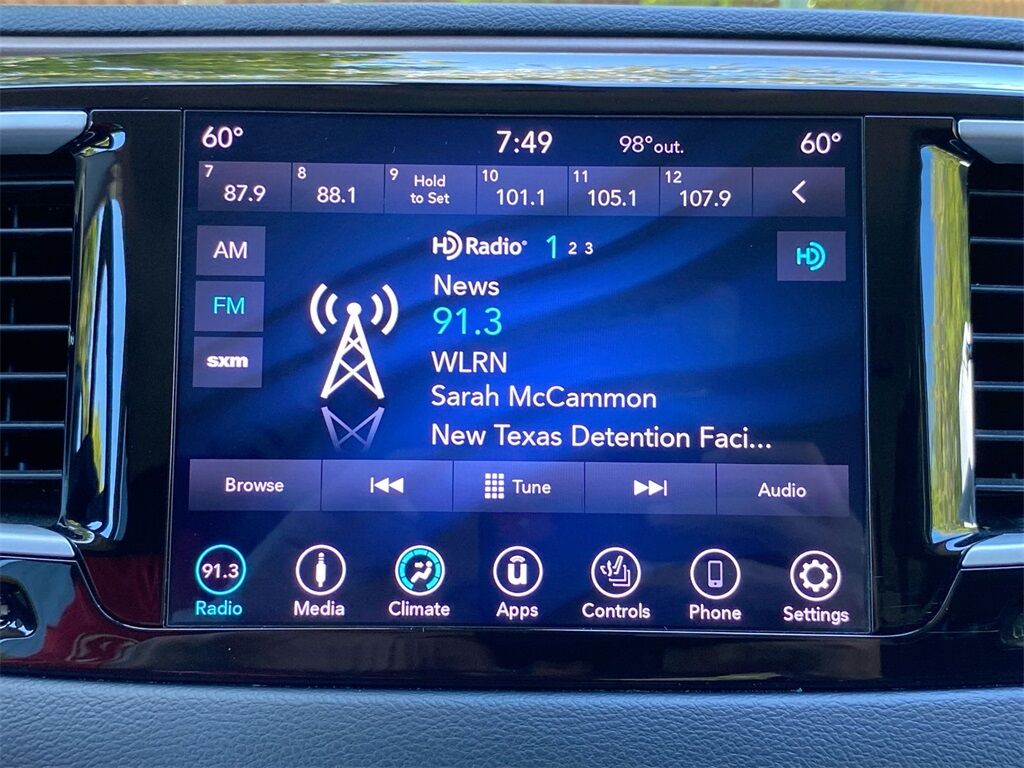 60° 7:49 98°out. 60°
7 87.9 8 88.1 9 Hold to Set 10 101.1 11 105.1 12 107.9
AM
FM
sxm
HD Radio 1 2 3
HD
News
91.3
WLRN
Sarah McCammon
New Texas Detention Faci...
Browse Tune Audio
91.3
Radio Media Climate Apps Controls Phone Settings